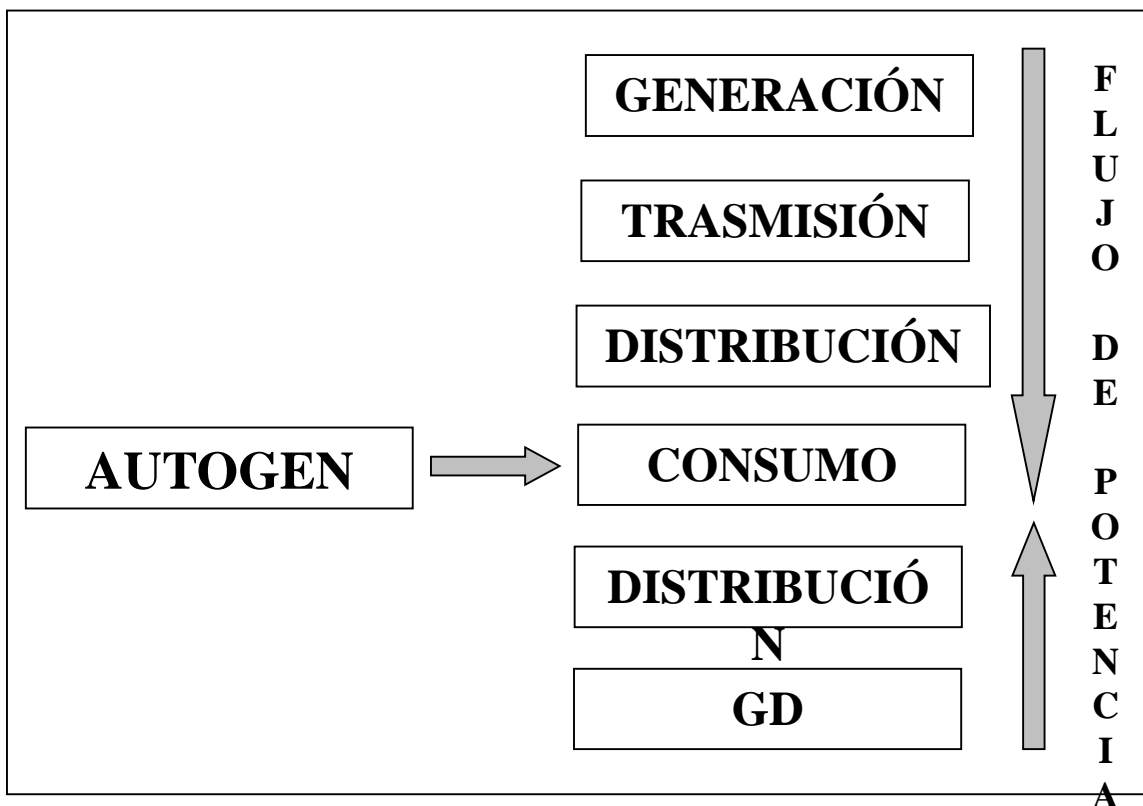 GENERACIÓN
TRASMISIÓN
DISTRIBUCIÓN
AUTOGEN
CONSUMO
DISTRIBUCIÓ
N
GD
F
L
U
J
O
D
E
P
O
T
E
N
C
I
A